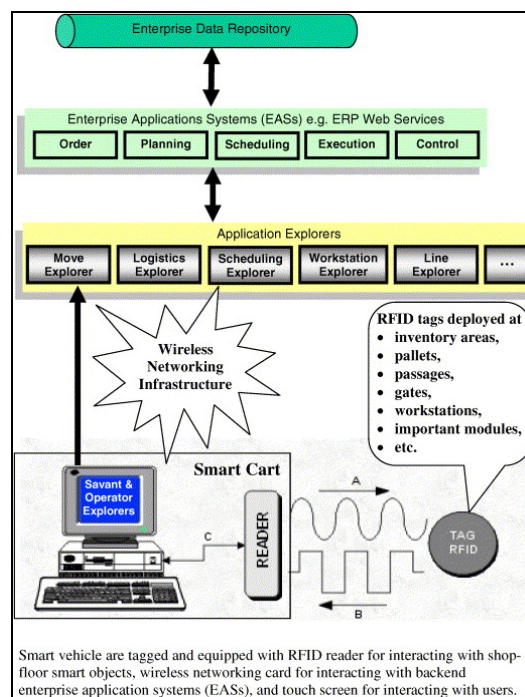 Enterprise Data Repository
Enterprise Applications Systems (EASs) e.g. ERP Web Services
Order
Planning
Scheduling
Execution
Control
Application Explorers
Move
Explorer
Logistics
Explorer
Scheduling
Explorer
Workstation
Explorer
Line
Explorer
...
Wireless
Networking
Infrastructure
RFID tags deployed at
• inventory areas,
• pallets,
• passages,
• gates,
• workstations,
• important modules,
• etc.
Smart Cart
Savant &
Operator
Explorers
C
READER
A
B
TAG
RFID
Smart vehicle are tagged and equipped with RFID reader for interacting with shop-
floor smart objects, wireless networking card for interacting with backend
enterprise application systems (EASs), and touch screen for interacting with users.